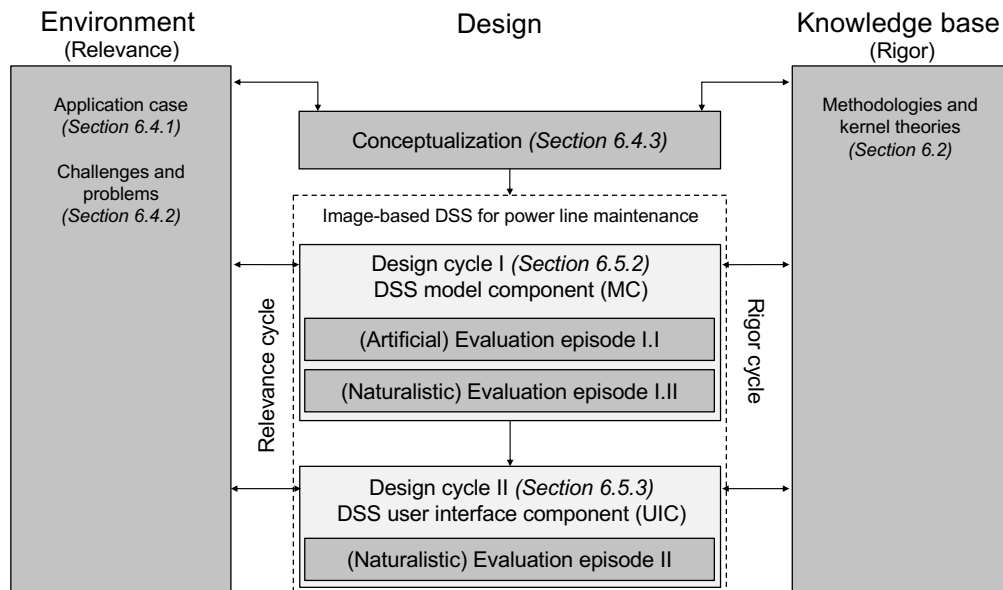 Environment
(Relevance)
Design
Knowledge base
(Rigor)
Application case
(Section 6.4.1)
Challenges and
problems
(Section 6.4.2)
Conceptualization (Section 6.4.3)
Methodologies and
kernel theories
(Section 6.2)
Image-based DSS for power line maintenance
Design cycle I (Section 6.5.2)
DSS model component (MC)
(Artificial) Evaluation episode I.I
(Naturalistic) Evaluation episode I.II
Relevance cycle
Rigor cycle
Design cycle II (Section 6.5.3)
DSS user interface component (UIC)
(Naturalistic) Evaluation episode II